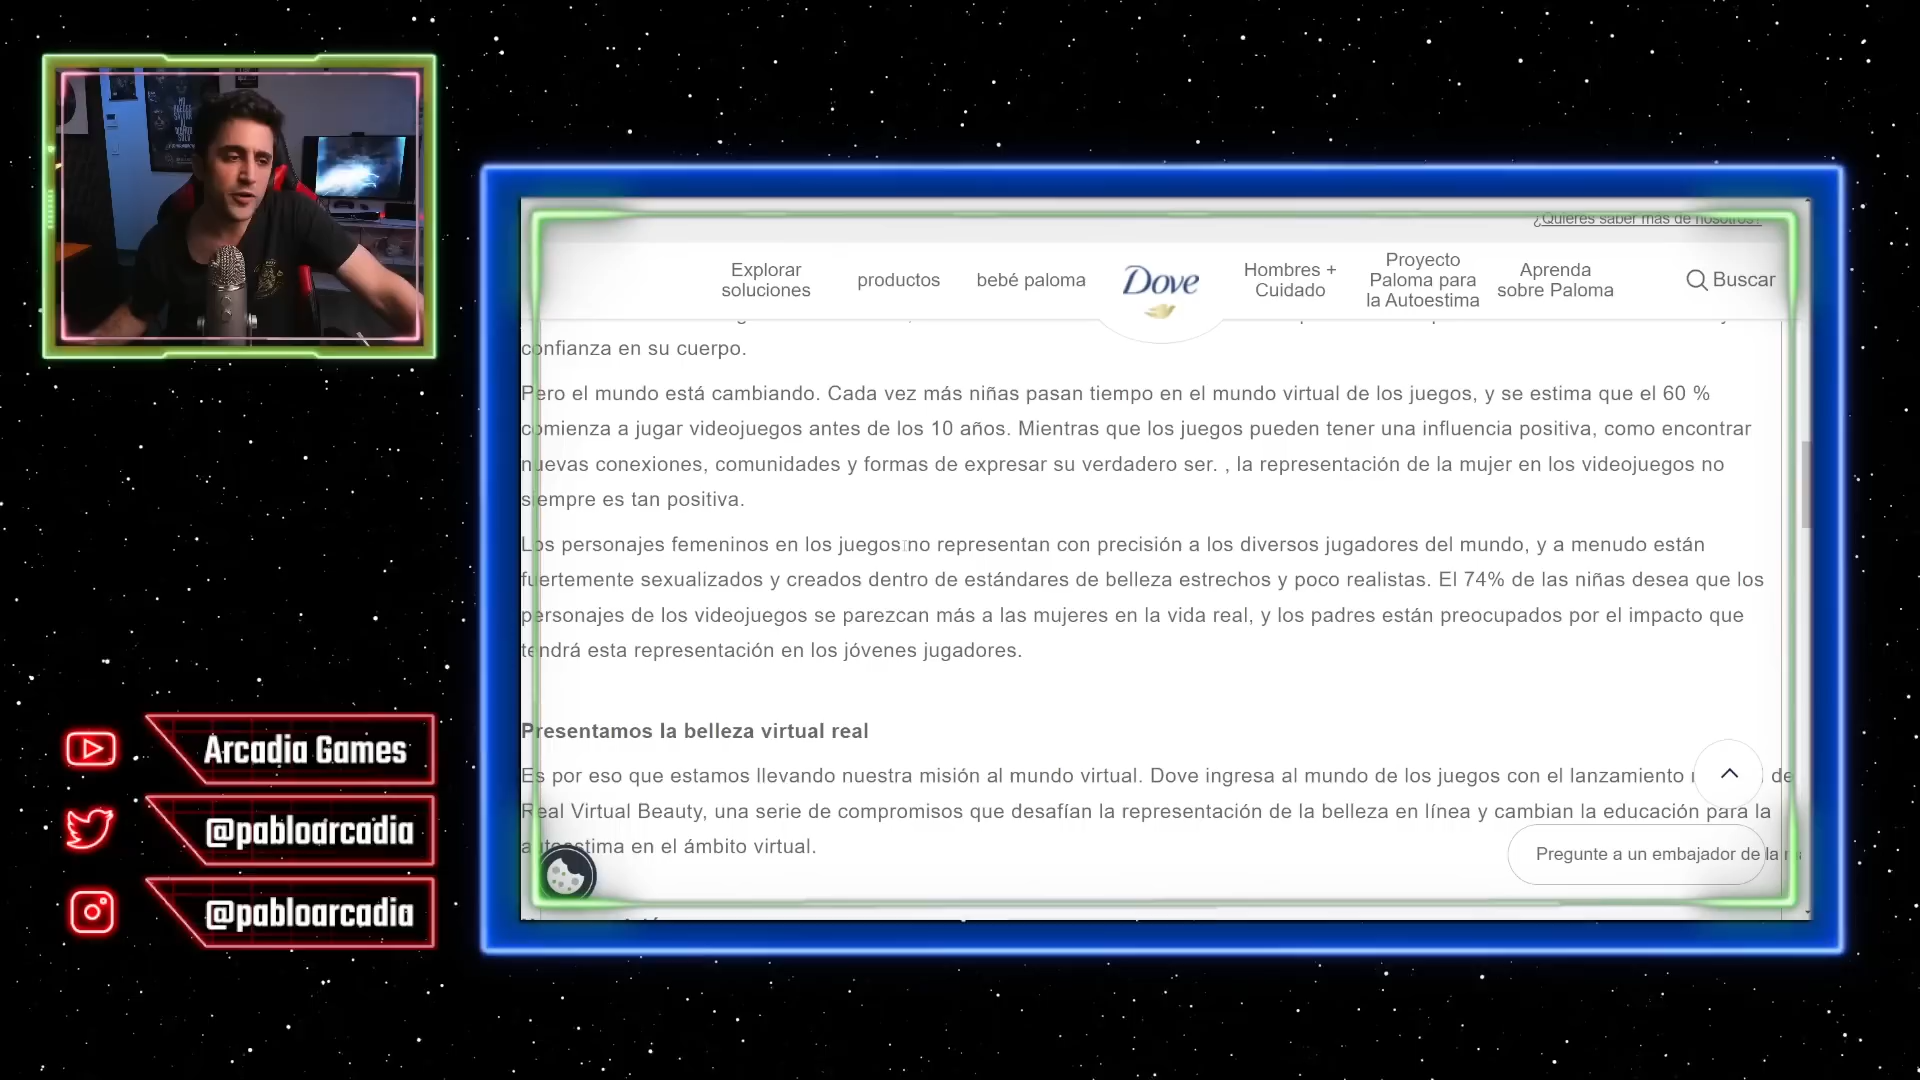 ¿Quieres saber más de nosotros?
Explorar soluciones
productos
bebé paloma
Dove
Hombres + Cuidado
Proyecto Paloma para la Autoestima
Aprenda sobre Paloma
Buscar
confianza en su cuerpo.
Pero el mundo está cambiando. Cada vez más niñas pasan tiempo en el mundo virtual de los juegos, y se estima que el 60 %
comienza a jugar videojuegos antes de los 10 años. Mientras que los juegos pueden tener una influencia positiva, como encontrar
nuevas conexiones, comunidades y formas de expresar su verdadero ser. , la representación de la mujer en los videojuegos no
siempre es tan positiva.
Los personajes femeninos en los juegos no representan con precisión a los diversos jugadores del mundo, y a menudo están
fuertemente sexualizados y creados dentro de estándares de belleza estrechos y poco realistas. El 74% de las niñas desea que los
personajes de los videojuegos se parezcan más a las mujeres en la vida real, y los padres están preocupados por el impacto que
tendrá esta representación en los jóvenes jugadores.
Presentamos la belleza virtual real
Es por eso que estamos llevando nuestra misión al mundo virtual. Dove ingresa al mundo de los juegos con el lanzamiento de
Real Virtual Beauty, una serie de compromisos que desafían la representación de la belleza en línea y cambian la educación para la
autoestima en el ámbito virtual.
Pregunte a un embajador de la
Arcadia Games
@pabloarcadia
@pabloarcadia